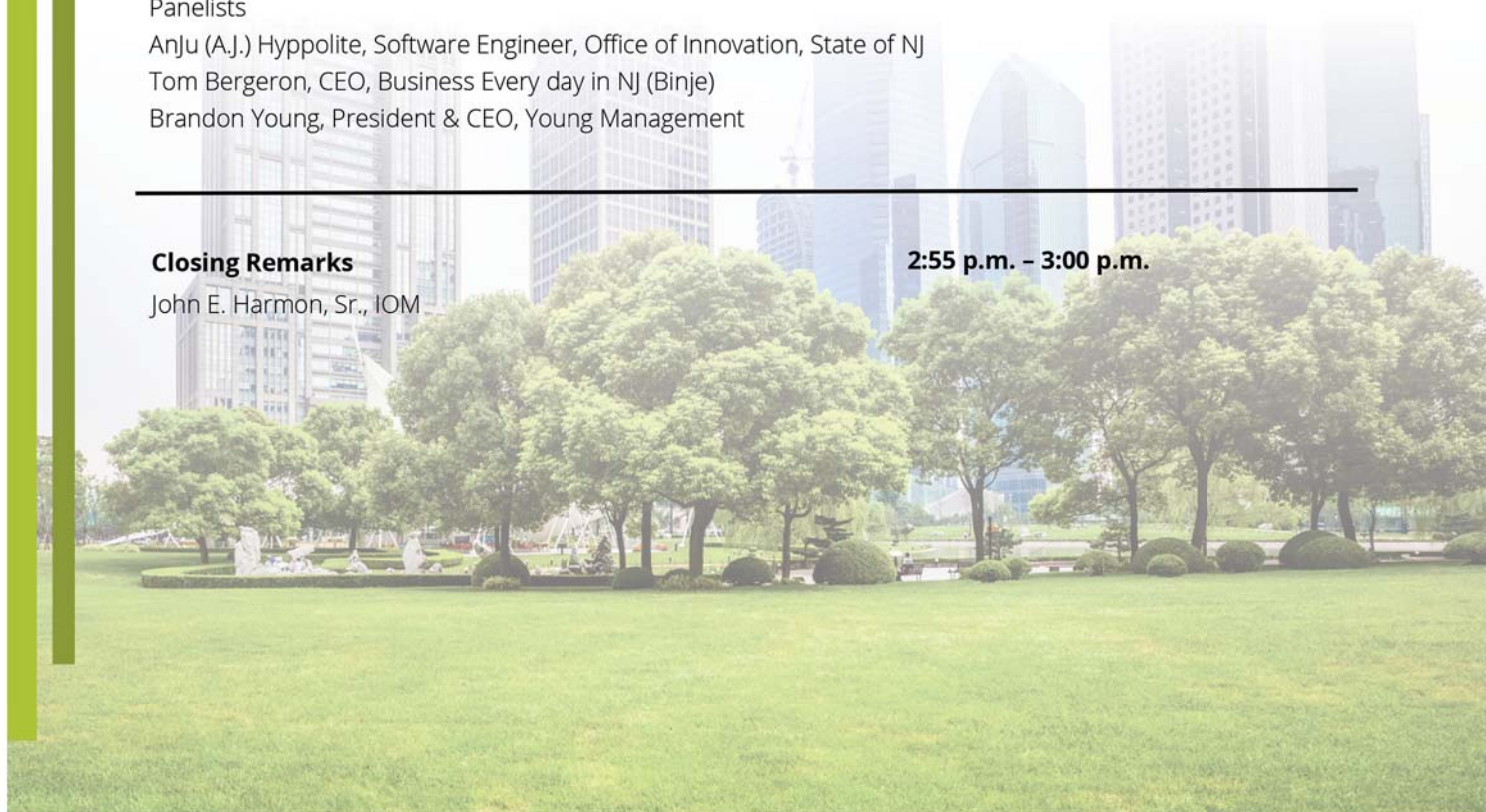 Panelists
AnJu (A.J.) Hyppolite, Software Engineer, Office of Innovation, State of NJ
Tom Bergeron, CEO, Business Every day in NJ (Binje)
Brandon Young, President & CEO, Young Management
Closing Remarks 2:55 p.m. – 3:00 p.m.
John E. Harmon, Sr., IOM